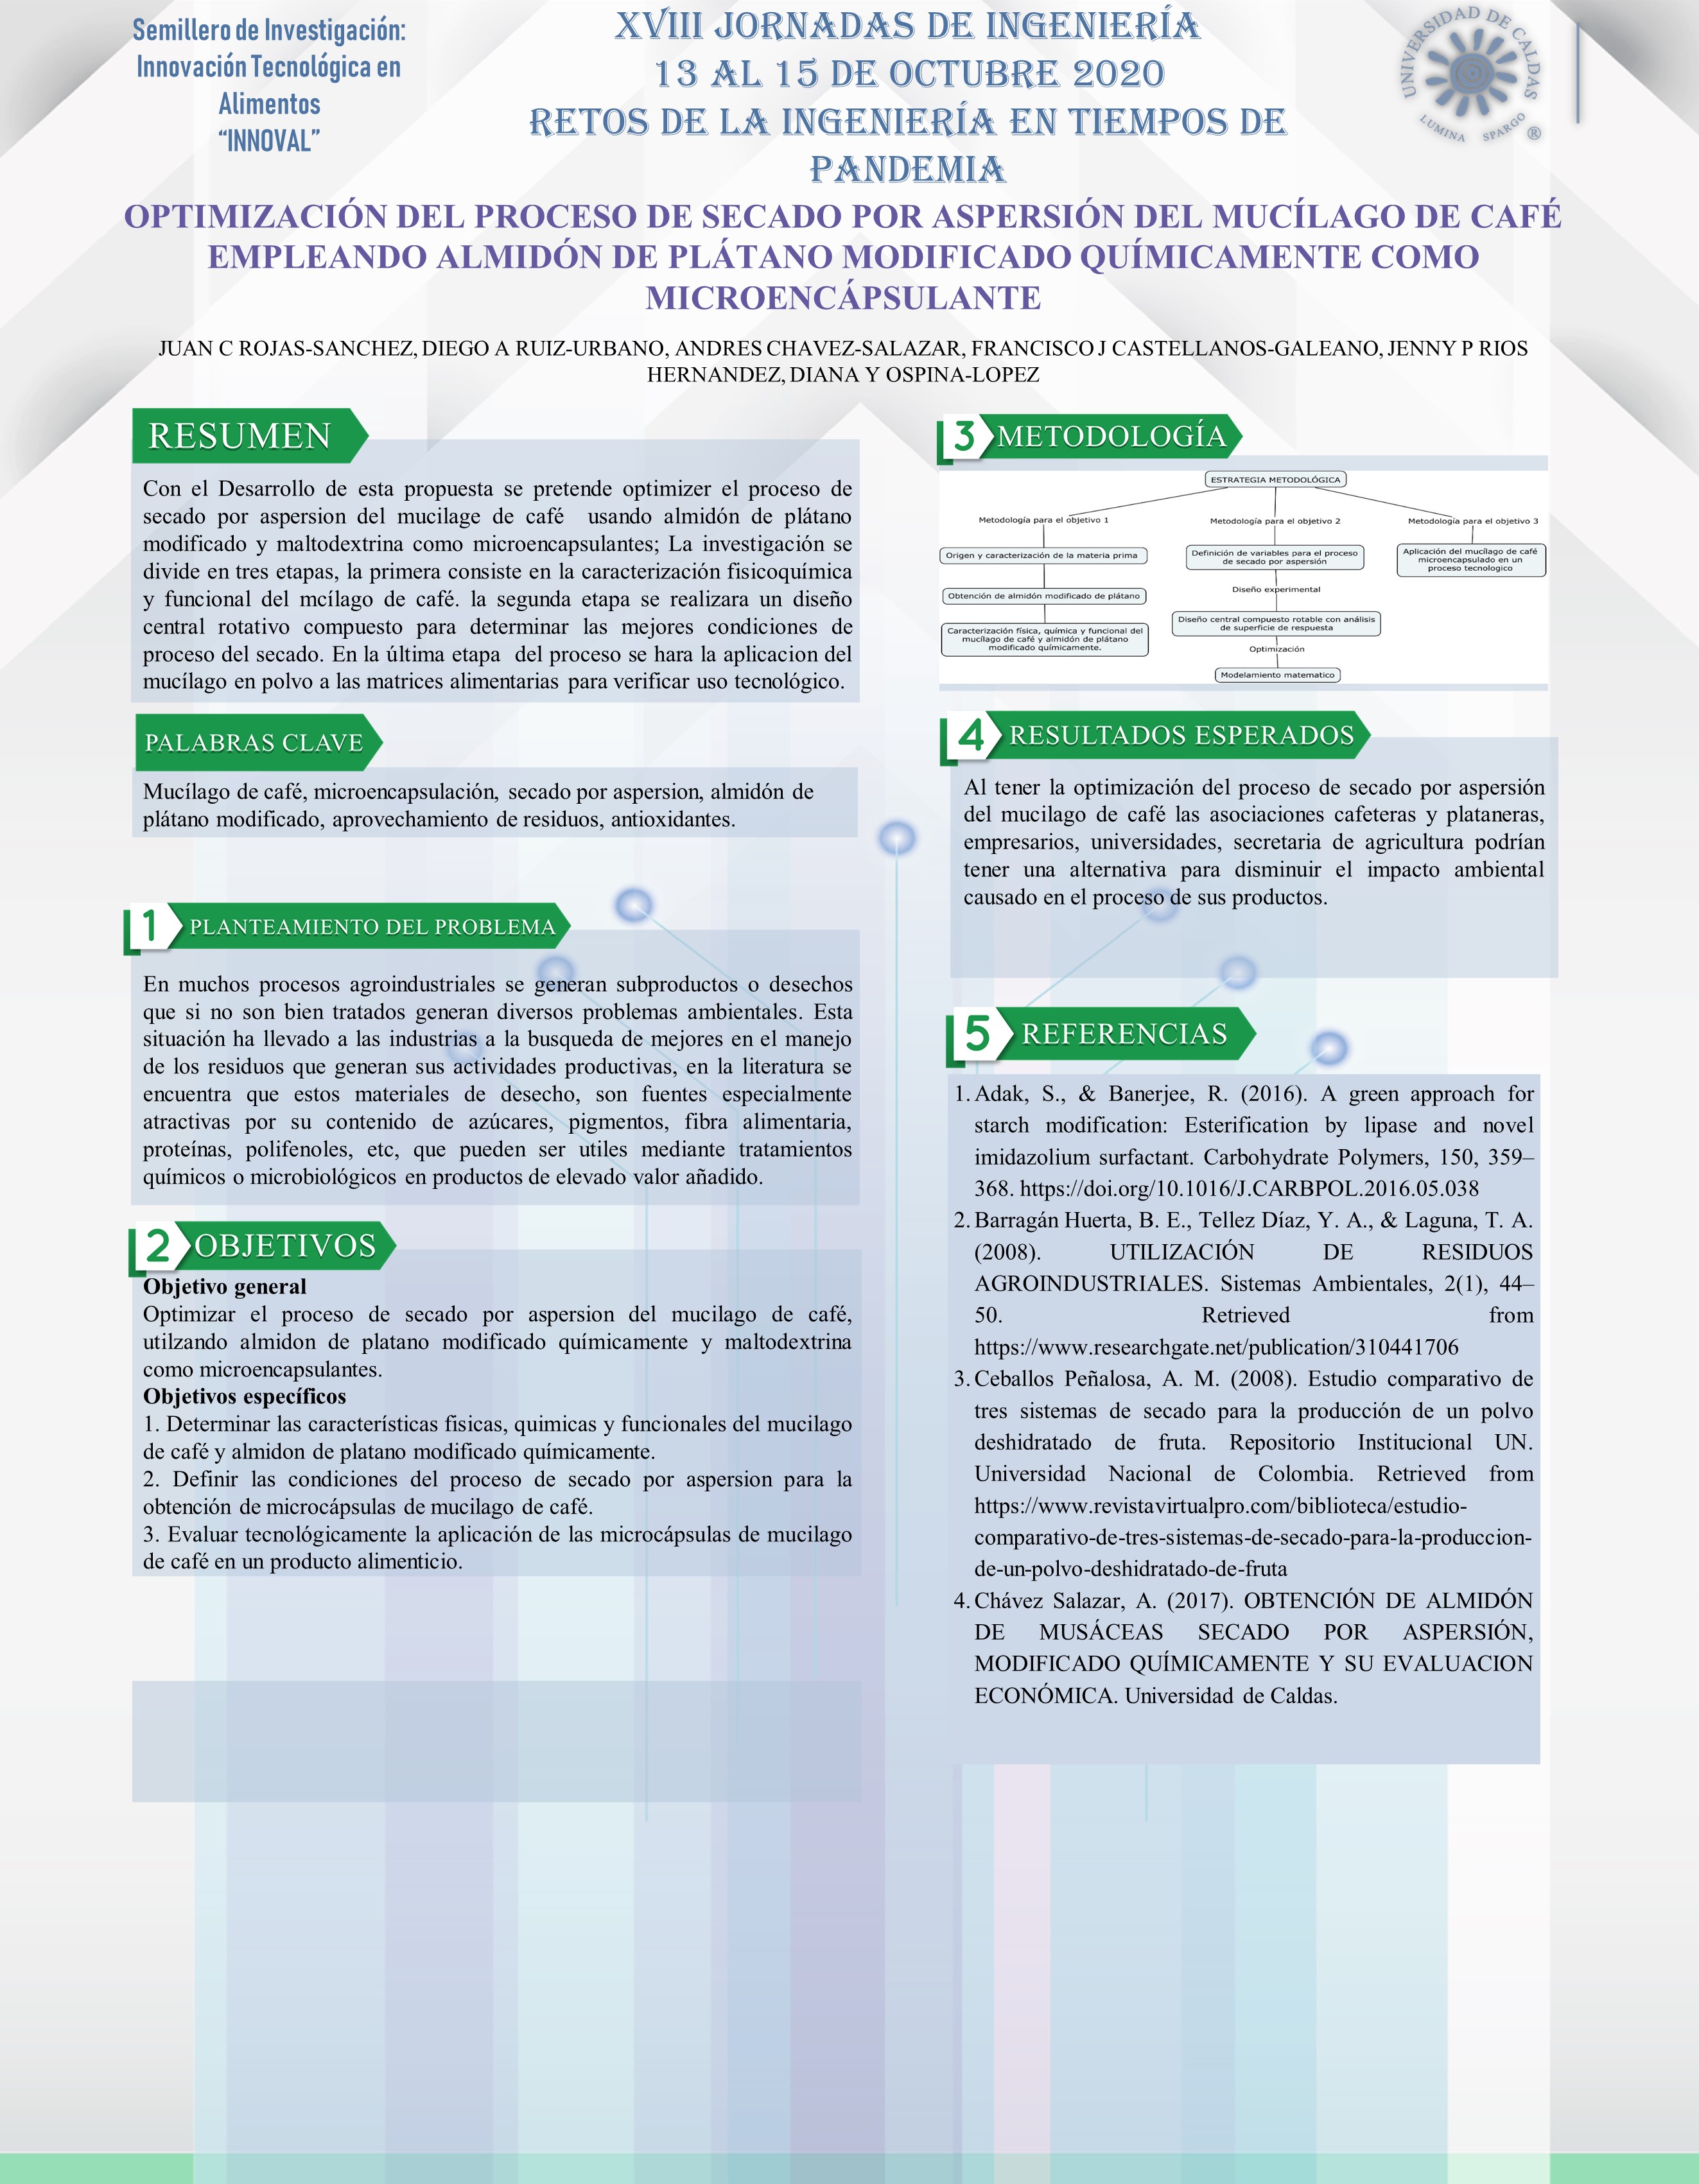 Semillero de Investigación:
Innovación Tecnológica en
Alimentos
“INNOVAL”
XVIII JORNADAS DE INGENIERÍA
13 AL 15 DE OCTUBRE 2020
RETOS DE LA INGENIERÍA EN TIEMPOS DE
PANDEMIA
UNIVERSIDAD DE CALDAS
LUMINA SPARGO ®
OPTIMIZACIÓN DEL PROCESO DE SECADO POR ASPERSIÓN DEL MUCÍLAGO DE CAFÉ
EMPLEANDO ALMIDÓN DE PLÁTANO MODIFICADO QUÍMICAMENTE COMO
MICROENCÁPSULANTE
JUAN C ROJAS-SANCHEZ, DIEGO A RUIZ-URBANO, ANDRES CHAVEZ-SALAZAR, FRANCISCO J CASTELLANOS-GALEANO, JENNY P RIOS
HERNANDEZ, DIANA Y OSPINA-LOPEZ
RESUMEN
Con el Desarrollo de esta propuesta se pretende optimizer el proceso de
secado por aspersion del mucilage de café usando almidón de plátano
modificado y maltodextrina como microencapsulantes; La investigación se
divide en tres etapas, la primera consiste en la caracterización fisicoquímica
y funcional del mcílago de café. la segunda etapa se realizara un diseño
central rotativo compuesto para determinar las mejores condiciones de
proceso del secado. En la última etapa del proceso se hara la aplicacion del
mucílago en polvo a las matrices alimentarias para verificar uso tecnológico.
PALABRAS CLAVE
Mucílago de café, microencapsulación, secado por aspersion, almidón de
plátano modificado, aprovechamiento de residuos, antioxidantes.
1 PLANTEAMIENTO DEL PROBLEMA
En muchos procesos agroindustriales se generan subproductos o desechos
que si no son bien tratados generan diversos problemas ambientales. Esta
situación ha llevado a las industrias a la busqueda de mejores en el manejo
de los residuos que generan sus actividades productivas, en la literatura se
encuentra que estos materiales de desecho, son fuentes especialmente
atractivas por su contenido de azúcares, pigmentos, fibra alimentaria,
proteínas, polifenoles, etc, que pueden ser utiles mediante tratamientos
químicos o microbiológicos en productos de elevado valor añadido.
2 OBJETIVOS
Objetivo general
Optimizar el proceso de secado por aspersion del mucilago de café,
utilzando almidon de platano modificado químicamente y maltodextrina
como microencapsulantes.
Objetivos específicos
1. Determinar las características fisicas, quimicas y funcionales del mucilago
de café y almidon de platano modificado químicamente.
2. Definir las condiciones del proceso de secado por aspersion para la
obtención de microcápsulas de mucilago de café.
3. Evaluar tecnológicamente la aplicación de las microcápsulas de mucilago
de café en un producto alimenticio.
3 METODOLOGÍA
ESTRATEGIA METODOLÓGICA
Metodología para el objetivo 1
Origen y caracterización de la materia prima
Obtención de almidón modificado de plátano
Caracterización física, química y funcional del
mucílago de café y almidón de plátano
modificado químicamente.
Metodología para el objetivo 2
Definición de variables para el proceso
de secado por aspersión
Diseño experimental
Diseño central compuesto rotable con análisis
de superficie de respuesta
Optimización
Modelamiento matematico
Metodología para el objetivo 3
Aplicación del mucílago de café
microencapsulado en un
proceso tecnologico
4 RESULTADOS ESPERADOS
Al tener la optimización del proceso de secado por aspersión
del mucilago de café las asociaciones cafeteras y plataneras,
empresarios, universidades, secretaria de agricultura podrían
tener una alternativa para disminuir el impacto ambiental
causado en el proceso de sus productos.
5 REFERENCIAS
1. Adak, S., & Banerjee, R. (2016). A green approach for
starch modification: Esterification by lipase and novel
imidazolium surfactant. Carbohydrate Polymers, 150, 359–
368. https://doi.org/10.1016/J.CARBPOL.2016.05.038
2. Barragán Huerta, B. E., Tellez Díaz, Y. A., & Laguna, T. A.
(2008). UTILIZACIÓN DE RESIDUOS
AGROINDUSTRIALES. Sistemas Ambientales, 2(1), 44–
50. Retrieved from
https://www.researchgate.net/publication/310441706
3. Ceballos Peñalosa, A. M. (2008). Estudio comparativo de
tres sistemas de secado para la producción de un polvo
deshidratado de fruta. Repositorio Institucional UN.
Universidad Nacional de Colombia. Retrieved from
https://www.revistavirtualpro.com/biblioteca/estudio-
comparativo-de-tres-sistemas-de-secado-para-la-produccion-
de-un-polvo-deshidratado-de-fruta
4. Chávez Salazar, A. (2017). OBTENCIÓN DE ALMIDÓN
DE MUSÁCEAS SECADO POR ASPERSIÓN,
MODIFICADO QUÍMICAMENTE Y SU EVALUACION
ECONÓMICA. Universidad de Caldas.